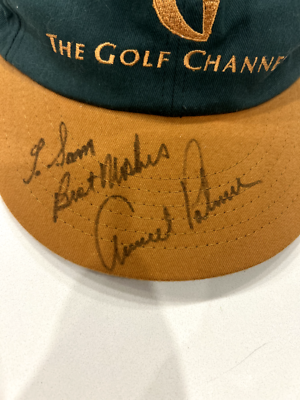 THE GOLF CHANNE
To Sam
Best Wishes
Arnold Palmer